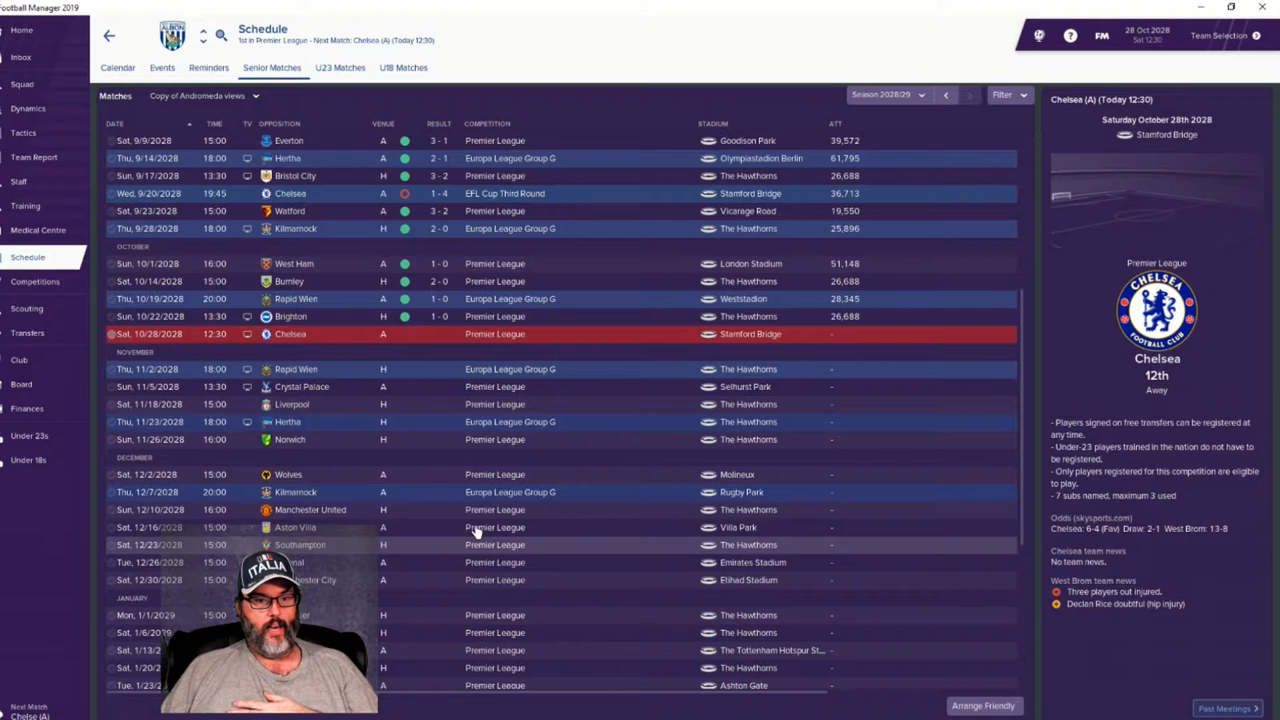 Football Manager 2019
Home
Inbox
Squad
Dynamics
Tactics
Team Report
Staff
Training
Medical Centre
Schedule
Competitions
Scouting
Transfers
Club
Board
Finances
Under 23s
Under 18s
Next Match
Chelse (A)
ALBION
Schedule
1st in Premier League - Next Match: Chelsea (A) (Today 12:30)
FM
28 Oct 2028
Sat 12:30
Team Selection
Calendar Events Reminders Senior Matches U23 Matches U18 Matches
Matches Copy of Andromeda views Season 2028/29 Filter
DATE TIME TV OPPOSITION VENUE RESULT COMPETITION STADIUM ATT
Sat, 9/9/2028 15:00 Everton A 3 - 1 Premier League Goodison Park 39,572
Thu, 9/14/2028 18:00 Hertha A 2 - 1 Europa League Group G Olympiastadion Berlin 61,795
Sun, 9/17/2028 13:30 Bristol City H 3 - 2 Premier League The Hawthorns 26,688
Wed, 9/20/2028 19:45 Chelsea A 1 - 4 EFL Cup Third Round Stamford Bridge 36,713
Sat, 9/23/2028 15:00 Watford A 3 - 2 Premier League Vicarage Road 19,550
Thu, 9/28/2028 18:00 Kilmarnock H 2 - 0 Europa League Group G The Hawthorns 25,896
OCTOBER
Sun, 10/1/2028 16:00 West Ham A 1 - 0 Premier League London Stadium 51,148
Sat, 10/14/2028 15:00 Burnley H 2 - 0 Premier League The Hawthorns 26,688
Thu, 10/19/2028 20:00 Rapid Wien A 1 - 0 Europa League Group G Weststadion 28,345
Sun, 10/22/2028 13:30 Brighton H 1 - 0 Premier League The Hawthorns 26,688
Sat, 10/28/2028 12:30 Chelsea A Premier League Stamford Bridge -
NOVEMBER
Thu, 11/2/2028 18:00 Rapid Wien H Europa League Group G The Hawthorns -
Sun, 11/5/2028 13:30 Crystal Palace A Premier League Selhurst Park -
Sat, 11/18/2028 15:00 Liverpool H Premier League The Hawthorns -
Thu, 11/23/2028 18:00 Hertha H Europa League Group G The Hawthorns -
Sun, 11/26/2028 16:00 Norwich H Premier League The Hawthorns -
DECEMBER
Sat, 12/2/2028 15:00 Wolves A Premier League Molineux -
Thu, 12/7/2028 20:00 Kilmarnock A Europa League Group G Rugby Park -
Sun, 12/10/2028 16:00 Manchester United H Premier League The Hawthorns -
Sat, 12/16/2028 15:00 Aston Villa A Premier League Villa Park -
Sat, 12/23/2028 15:00 Southampton H Premier League The Hawthorns -
Tue, 12/26/2028 15:00 A Premier League Emirates Stadium -
Sat, 12/30/2028 15:00 City A Premier League Etihad Stadium -
JANUARY
Mon, 1/1/2029 15:00 H Premier League The Hawthorns -
Sat, 1/6/2029 H Premier League The Hawthorns -
Sat, 1/13/2 A Premier League The Tottenham Hotspur St... -
Sat, 1/20/2 H Premier League The Hawthorns -
Tue, 1/23/2 A Premier League Ashton Gate -
ITALIA
Arrange Friendly
Chelsea (A) (Today 12:30)
Saturday October 28th 2028
Stamford Bridge
Premier League
CHELSEA
FOOTBALL CLUB
Chelsea
12th
Away
- Players signed on free transfers can be registered at
any time.
- Under-23 players trained in the nation do not have to
be registered.
- Only players registered for this competition are eligible
to play.
- 7 subs named, maximum 3 used
Odds (skysports.com)
Chelsea: 6-4 (Fav) Draw: 2-1 West Brom: 13-8
Chelsea team news
No team news.
West Brom team news
Three players out injured.
Declan Rice doubtful (hip injury)
Past Meetings